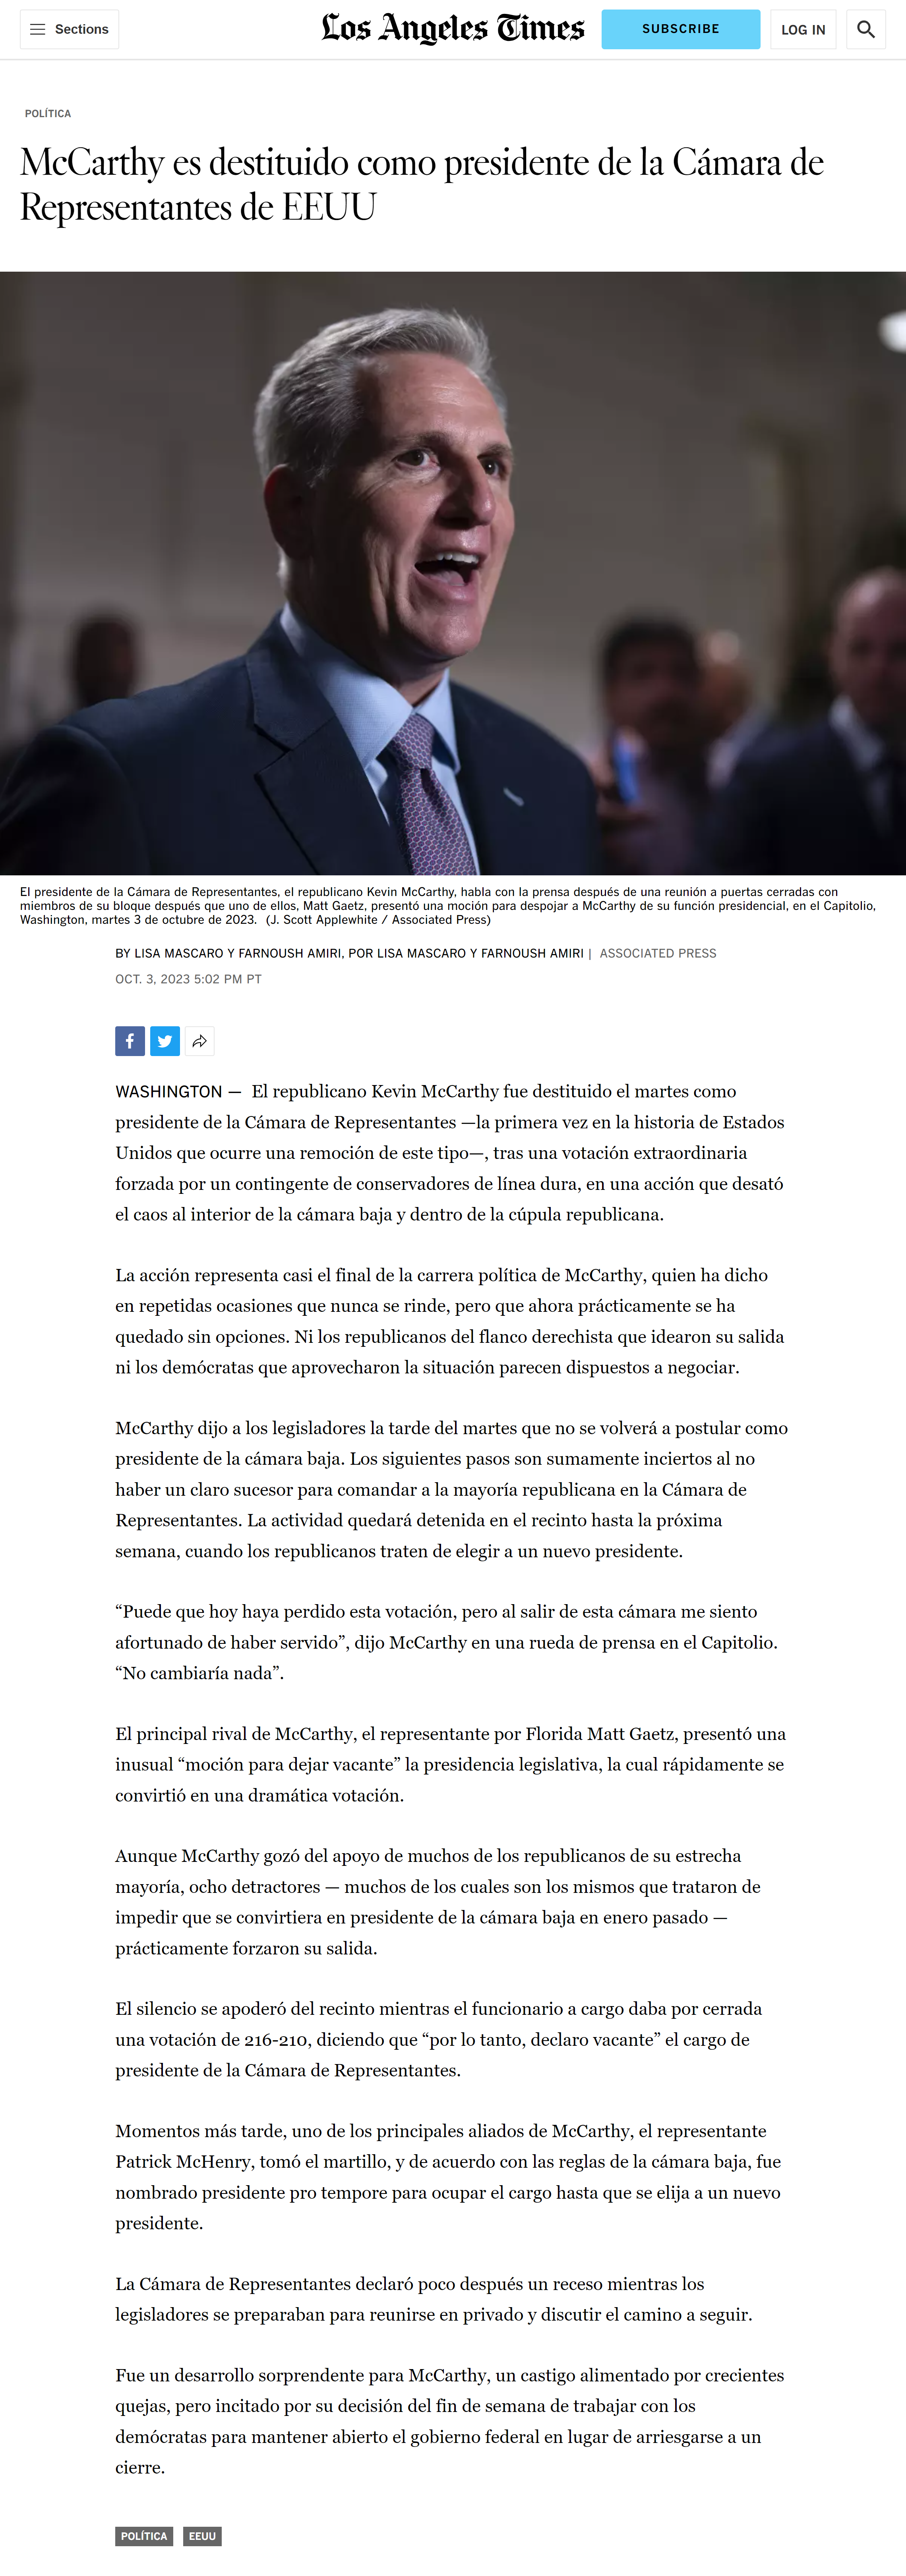 Sections
Los Angeles Times
SUBSCRIBE
LOG IN
POLÍTICA
McCarthy es destituido como presidente de la Cámara de
Representantes de EEUU
El presidente de la Cámara de Representantes, el republicano Kevin McCarthy, habla con la prensa después de una reunión a puertas cerradas con
miembros de su bloque después que uno de ellos, Matt Gaetz, presentó una moción para despojar a McCarthy de su función presidencial, en el Capitolio,
Washington, martes 3 de octubre de 2023. (J. Scott Applewhite / Associated Press)
BY LISA MASCARO Y FARNOUSH AMIRI, POR LISA MASCARO Y FARNOUSH AMIRI | ASSOCIATED PRESS
OCT. 3, 2023 5:02 PM PT
WASHINGTON — El republicano Kevin McCarthy fue destituido el martes como
presidente de la Cámara de Representantes —la primera vez en la historia de Estados
Unidos que ocurre una remoción de este tipo—, tras una votación extraordinaria
forzada por un contingente de conservadores de línea dura, en una acción que desató
el caos al interior de la cámara baja y dentro de la cúpula republicana.
La acción representa casi el final de la carrera política de McCarthy, quien ha dicho
en repetidas ocasiones que nunca se rinde, pero que ahora prácticamente se ha
quedado sin opciones. Ni los republicanos del flanco derechista que idearon su salida
ni los demócratas que aprovecharon la situación parecen dispuestos a negociar.
McCarthy dijo a los legisladores la tarde del martes que no se volverá a postular como
presidente de la cámara baja. Los siguientes pasos son sumamente inciertos al no
haber un claro sucesor para comandar a la mayoría republicana en la Cámara de
Representantes. La actividad quedará detenida en el recinto hasta la próxima
semana, cuando los republicanos traten de elegir a un nuevo presidente.
“Puede que hoy haya perdido esta votación, pero al salir de esta cámara me siento
afortunado de haber servido”, dijo McCarthy en una rueda de prensa en el Capitolio.
“No cambiaría nada”.
El principal rival de McCarthy, el representante por Florida Matt Gaetz, presentó una
inusual “moción para dejar vacante” la presidencia legislativa, la cual rápidamente se
convirtió en una dramática votación.
Aunque McCarthy gozó del apoyo de muchos de los republicanos de su estrecha
mayoría, ocho detractores — muchos de los cuales son los mismos que trataron de
impedir que se convirtiera en presidente de la cámara baja en enero pasado —
prácticamente forzaron su salida.
El silencio se apoderó del recinto mientras el funcionario a cargo daba por cerrada
una votación de 216-210, diciendo que “por lo tanto, declaro vacante” el cargo de
presidente de la Cámara de Representantes.
Momentos más tarde, uno de los principales aliados de McCarthy, el representante
Patrick McHenry, tomó el martillo, y de acuerdo con las reglas de la cámara baja, fue
nombrado presidente pro tempore para ocupar el cargo hasta que se elija a un nuevo
presidente.
La Cámara de Representantes declaró poco después un receso mientras los
legisladores se preparaban para reunirse en privado y discutir el camino a seguir.
Fue un desarrollo sorprendente para McCarthy, un castigo alimentado por crecientes
quejas, pero incitado por su decisión del fin de semana de trabajar con los
demócratas para mantener abierto el gobierno federal en lugar de arriesgarse a un
cierre.
POLÍTICA
EEUU